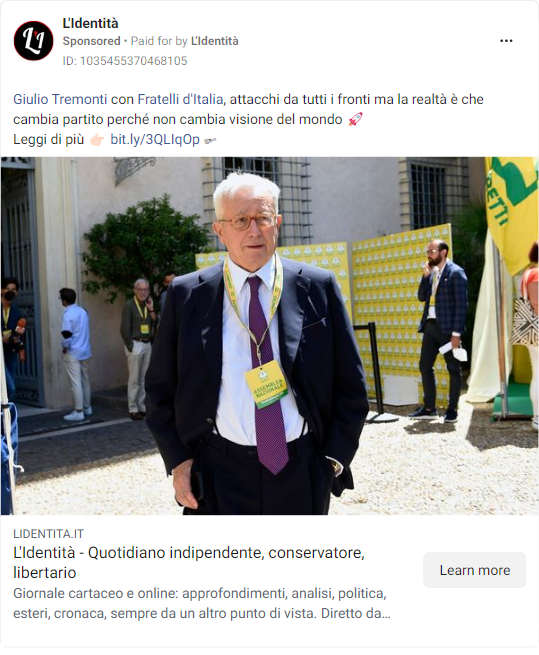 L'Identità
Sponsored • Paid for by L'Identità
ID: 1035455370468105
Giulio Tremonti con Fratelli d'Italia, attacchi da tutti i fronti ma la realtà è che
cambia partito perché non cambia visione del mondo 🚀
Leggi di più 👉🏻 bit.ly/3QLIqOp
ASSEMBLEA
NAZIONALE
RETTI
LIDENTITA.IT
L'Identità - Quotidiano indipendente, conservatore,
libertario
Giornale cartaceo e online: approfondimenti, analisi, politica,
esteri, cronaca, sempre da un altro punto di vista. Diretto da...
Learn more